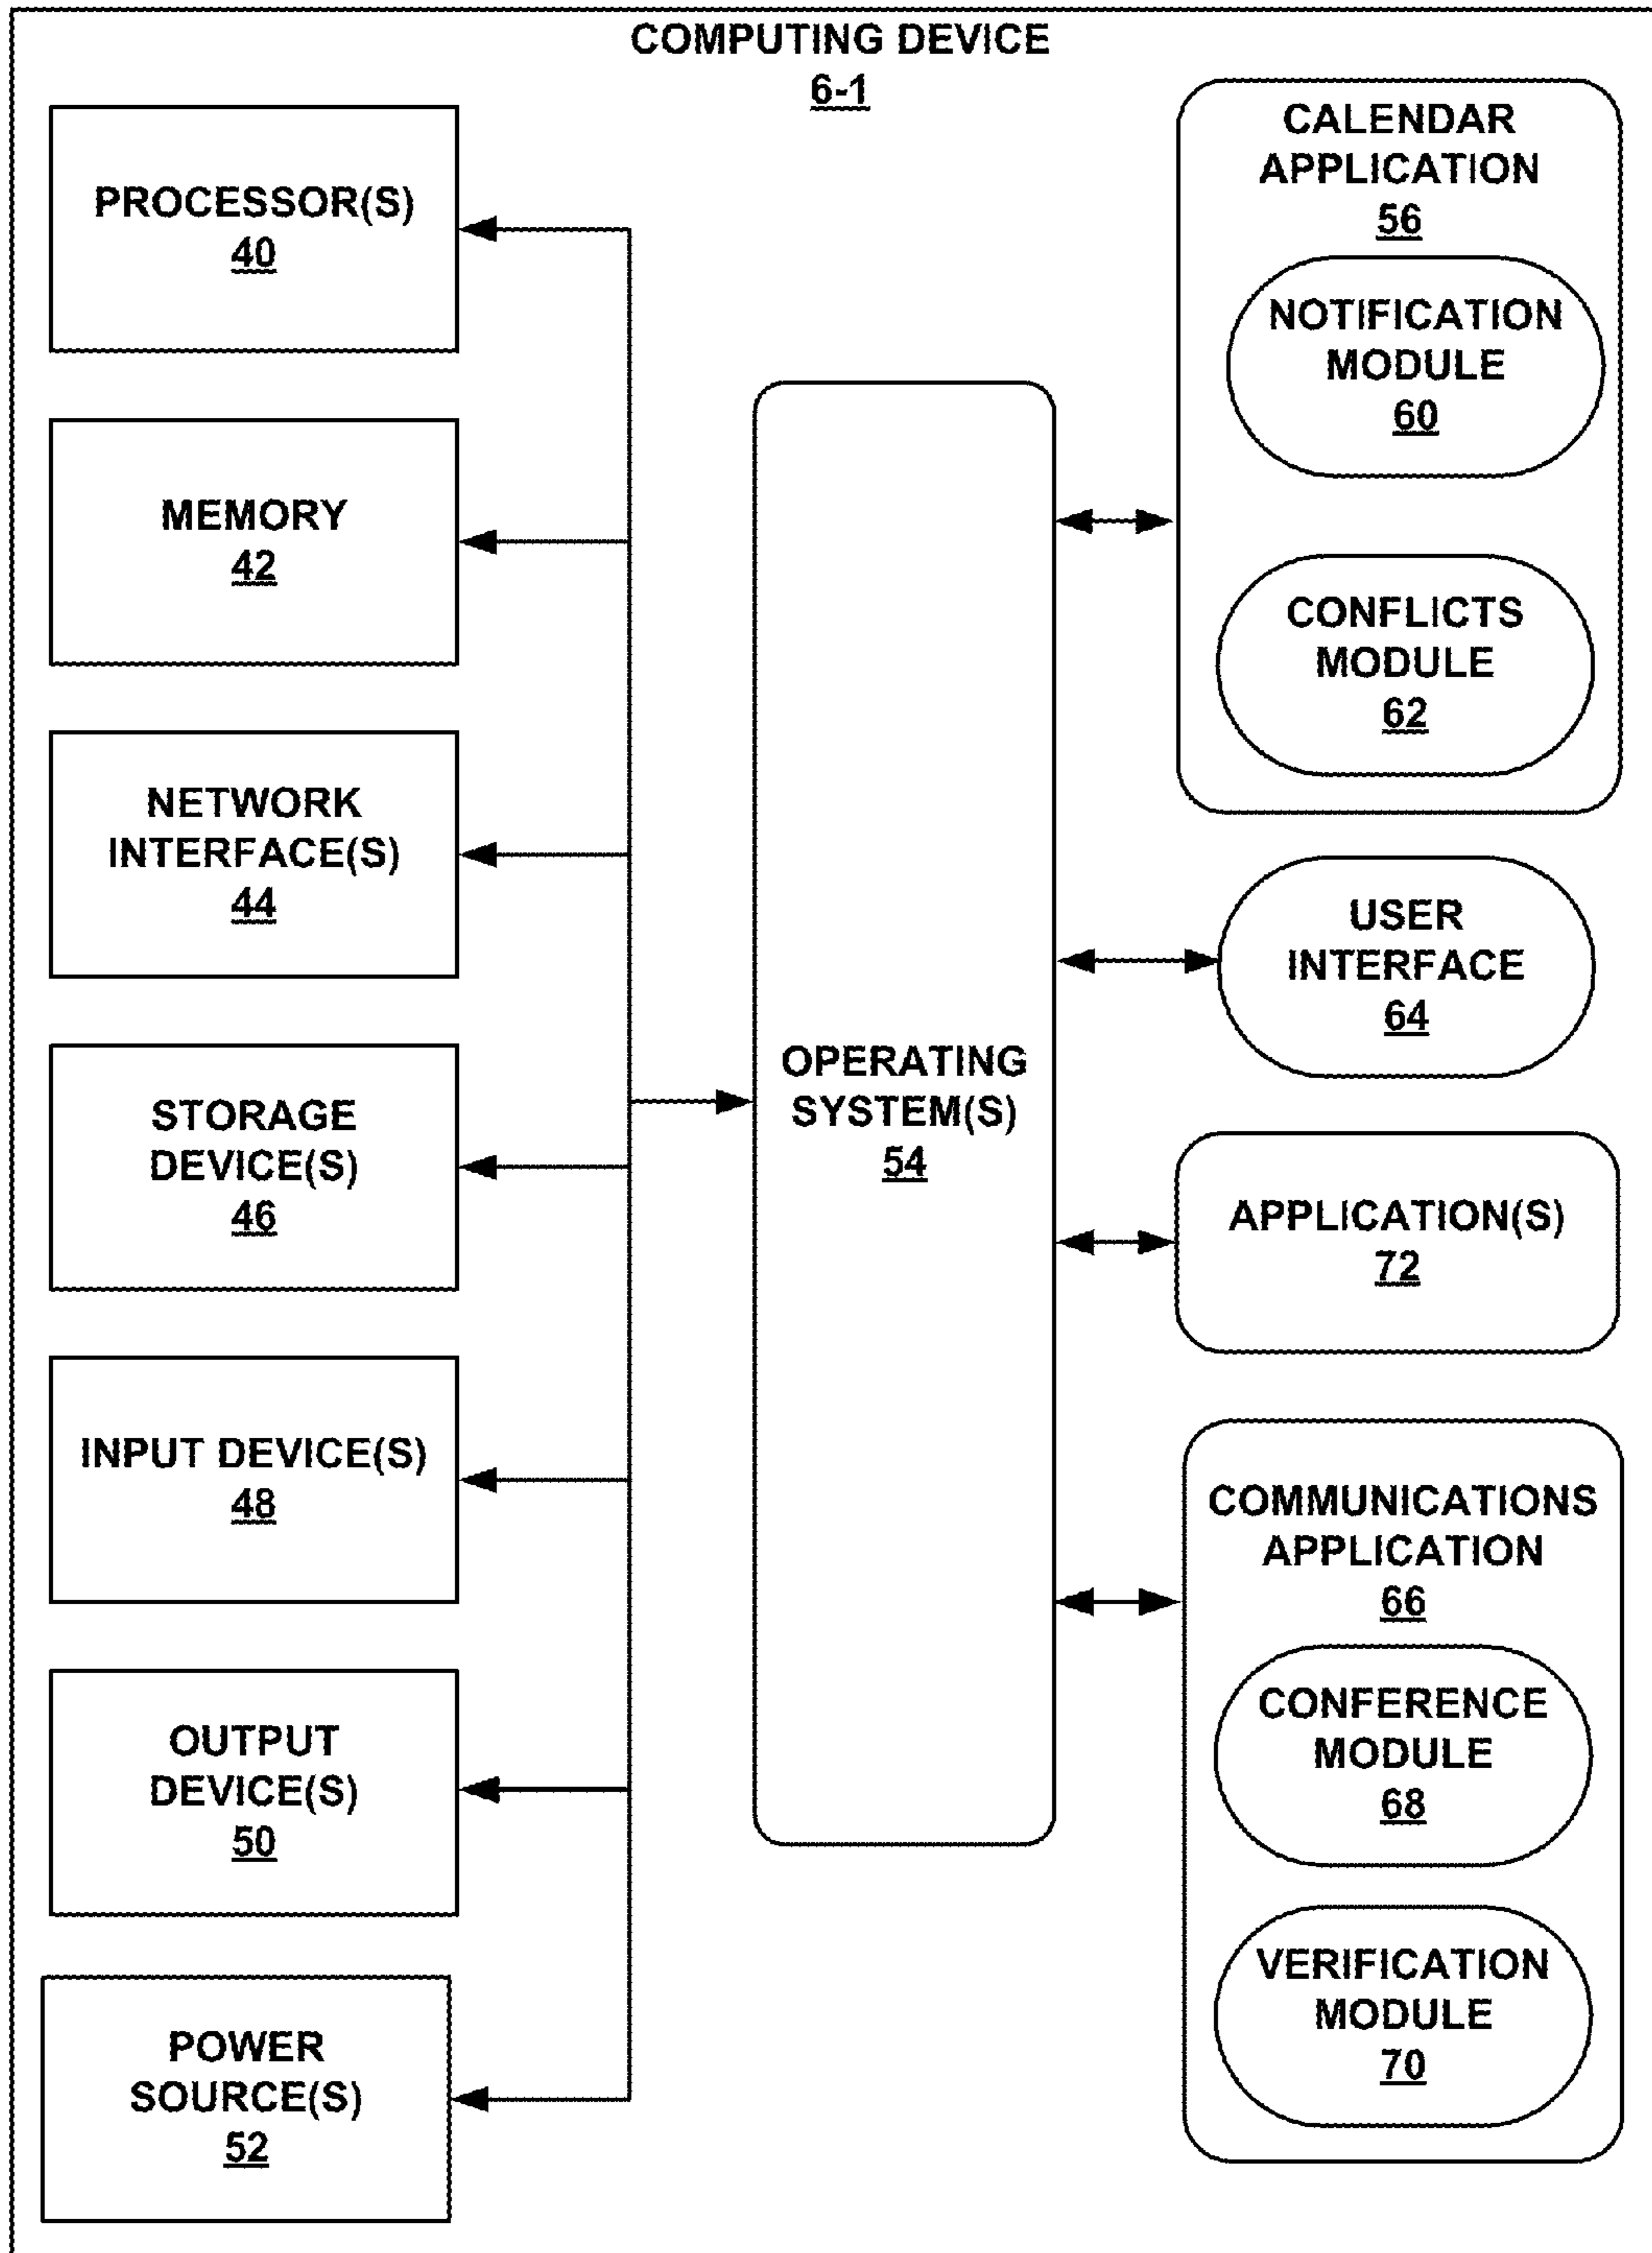 COMPUTING DEVICE
6-1
PROCESSOR(S)
40
MEMORY
42
NETWORK
INTERFACE(S)
44
STORAGE
DEVICE(S)
46
INPUT DEVICE(S)
48
OUTPUT
DEVICE(S)
50
POWER
SOURCE(S)
52
OPERATING
SYSTEM(S)
54
CALENDAR
APPLICATION
56
NOTIFICATION
MODULE
60
CONFLICTS
MODULE
62
USER
INTERFACE
64
APPLICATION(S)
72
COMMUNICATIONS
APPLICATION
66
CONFERENCE
MODULE
68
VERIFICATION
MODULE
70